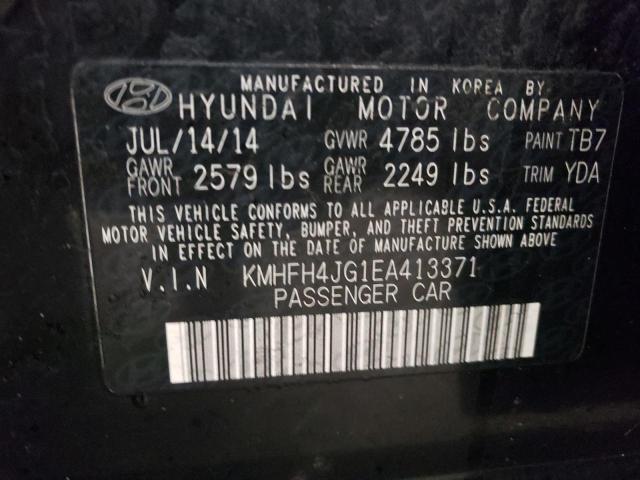 MANUFACTURED IN KOREA BY
HYUNDAI MOTOR COMPANY
JUL/14/14 GVWR 4785 lbs PAINT TB7
GAWR FRONT 2579 lbs GAWR REAR 2249 lbs TRIM YDA
THIS VEHICLE CONFORMS TO ALL APPLICABLE U.S.A. FEDERAL
MOTOR VEHICLE SAFETY, BUMPER, AND THEFT PREVENTION STANDARDS
IN EFFECT ON THE DATE OF MANUFACTURE SHOWN ABOVE
V.I.N KMHFH4JG1EA413371
PASSENGER CAR